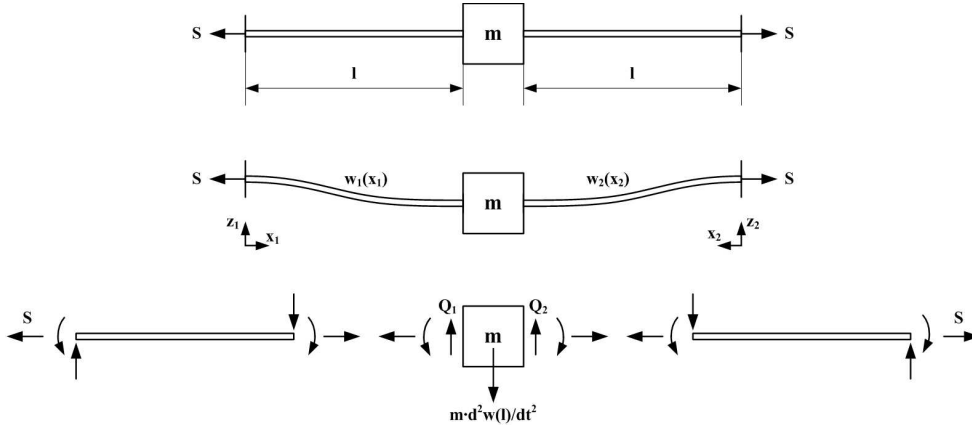 S m S
l l
w₁(x₁) w₂(x₂)
S m S
z₁ z₂
x₁ x₂
S Q₁ Q₂ S
m
m·d²w(l)/dt²